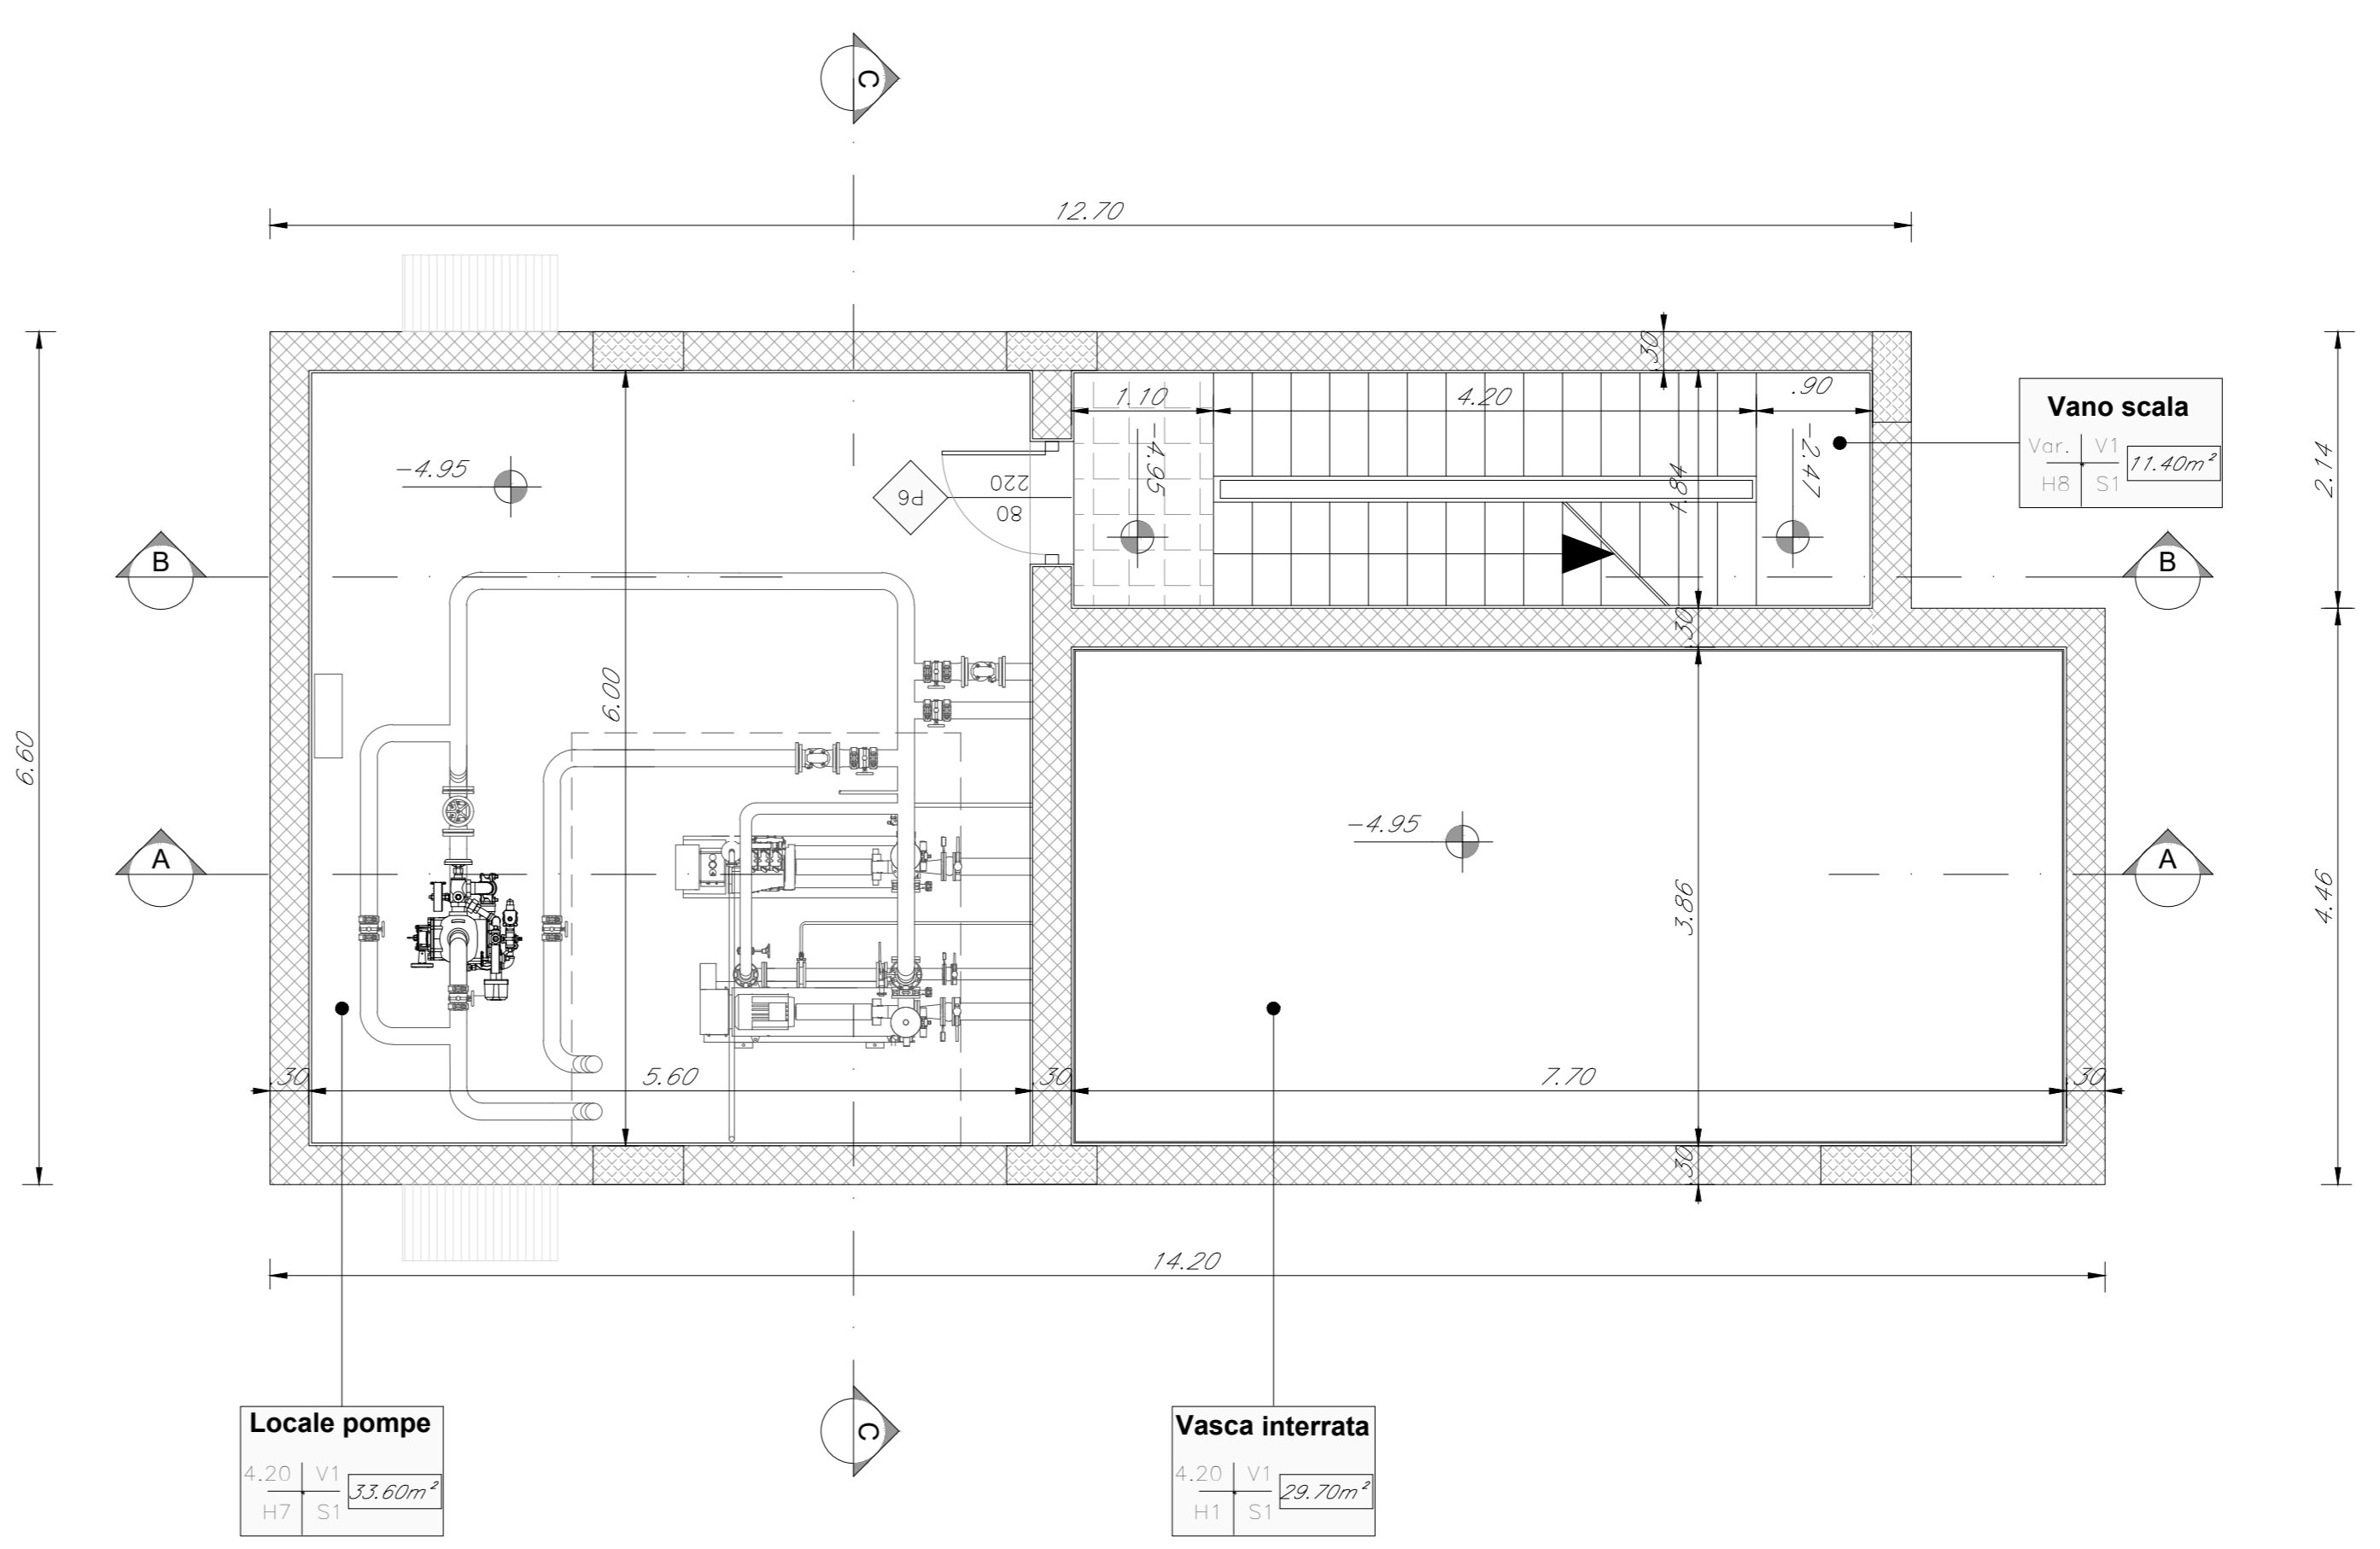 C
12.70
.30
1.10
4.20
.90
Vano scala
Var. V1
11.40m²
H8 S1
-4.95
-4.95
-2.47
1.84
2.14
P6
220
80
B
B
.30
6.60
6.00
-4.95
3.86
4.46
A
A
.30
5.60
.30
7.70
.30
.30
14.20
C
Locale pompe
4.20 V1
33.60m²
H7 S1
Vasca interrata
4.20 V1
29.70m²
H1 S1